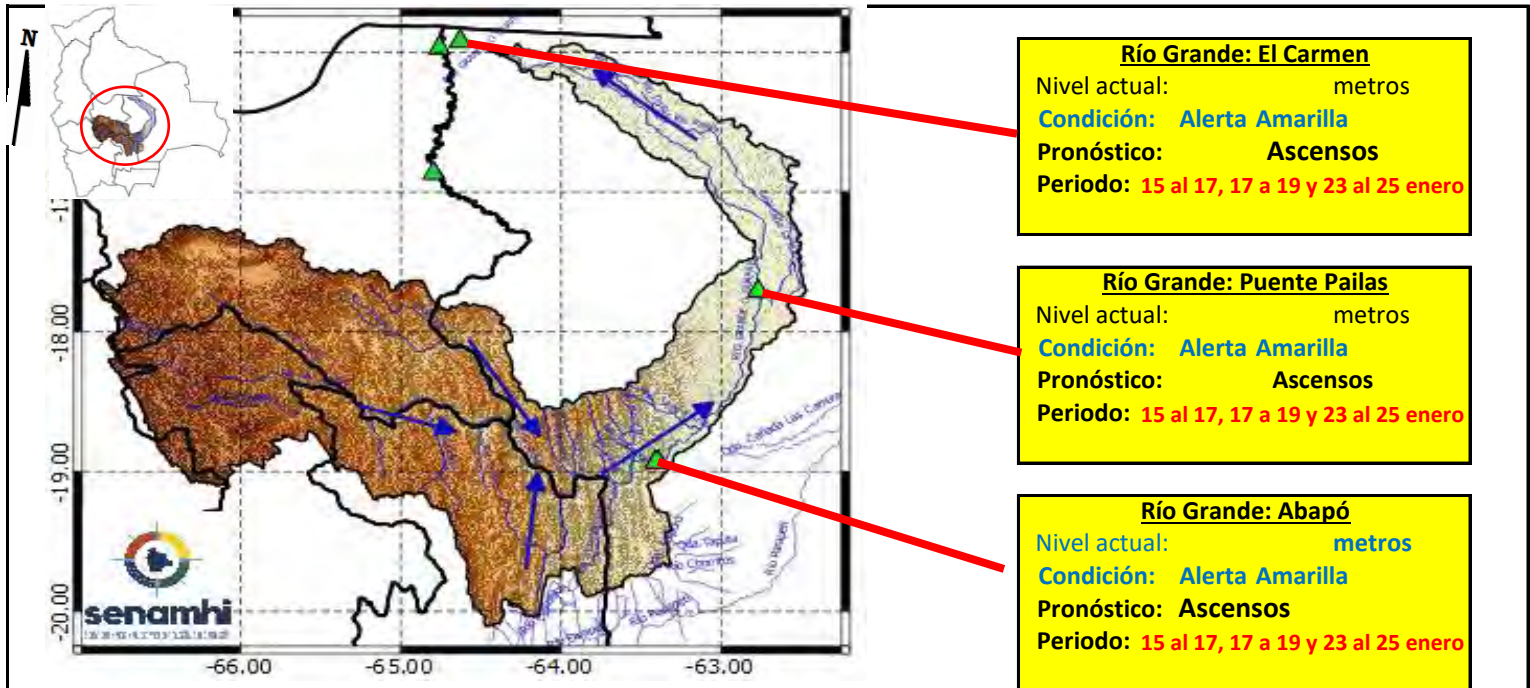 N
Río Grande: El Carmen
Nivel actual: metros
Condición: Alerta Amarilla
Pronóstico: Ascensos
Periodo: 15 al 17, 17 a 19 y 23 al 25 enero
Río Grande: Puente Pailas
Nivel actual: metros
Condición: Alerta Amarilla
Pronóstico: Ascensos
Periodo: 15 al 17, 17 a 19 y 23 al 25 enero
Río Grande: Abapó
Nivel actual: metros
Condición: Alerta Amarilla
Pronóstico: Ascensos
Periodo: 15 al 17, 17 a 19 y 23 al 25 enero
-18.00
-19.00
-20.00
senamhi
-66.00
-65.00
-64.00
-63.00